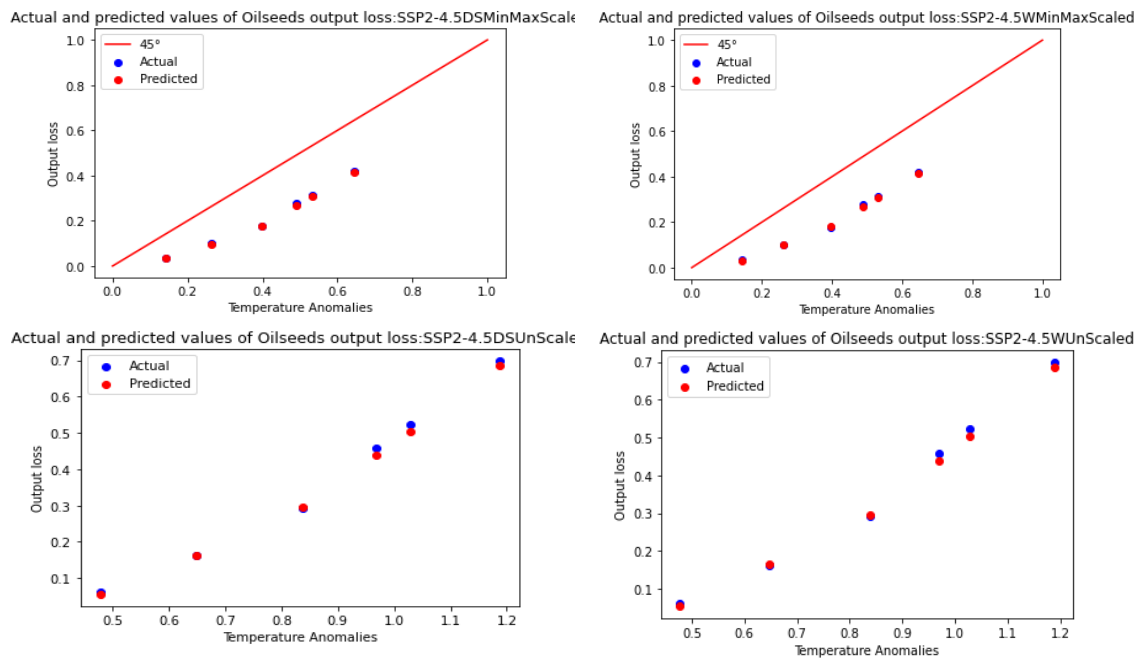 Actual and predicted values of Oilseeds output loss:SSP2-4.5DSMinMaxScale
1.0
0.8
0.6
0.4
0.2
0.0
Output loss
45°
Actual
Predicted
0.0 0.2 0.4 0.6 0.8 1.0
Temperature Anomalies
Actual and predicted values of Oilseeds output loss:SSP2-4.5WMinMaxScaled
1.0
0.8
0.6
0.4
0.2
0.0
Output loss
45°
Actual
Predicted
0.0 0.2 0.4 0.6 0.8 1.0
Temperature Anomalies
Actual and predicted values of Oilseeds output loss:SSP2-4.5DSUnScale
0.7
0.6
0.5
0.4
0.3
0.2
0.1
Output loss
Actual
Predicted
0.5 0.6 0.7 0.8 0.9 1.0 1.1 1.2
Temperature Anomalies
Actual and predicted values of Oilseeds output loss:SSP2-4.5WUnScaled
0.7
0.6
0.5
0.4
0.3
0.2
0.1
Output loss
Actual
Predicted
0.5 0.6 0.7 0.8 0.9 1.0 1.1 1.2
Temperature Anomalies